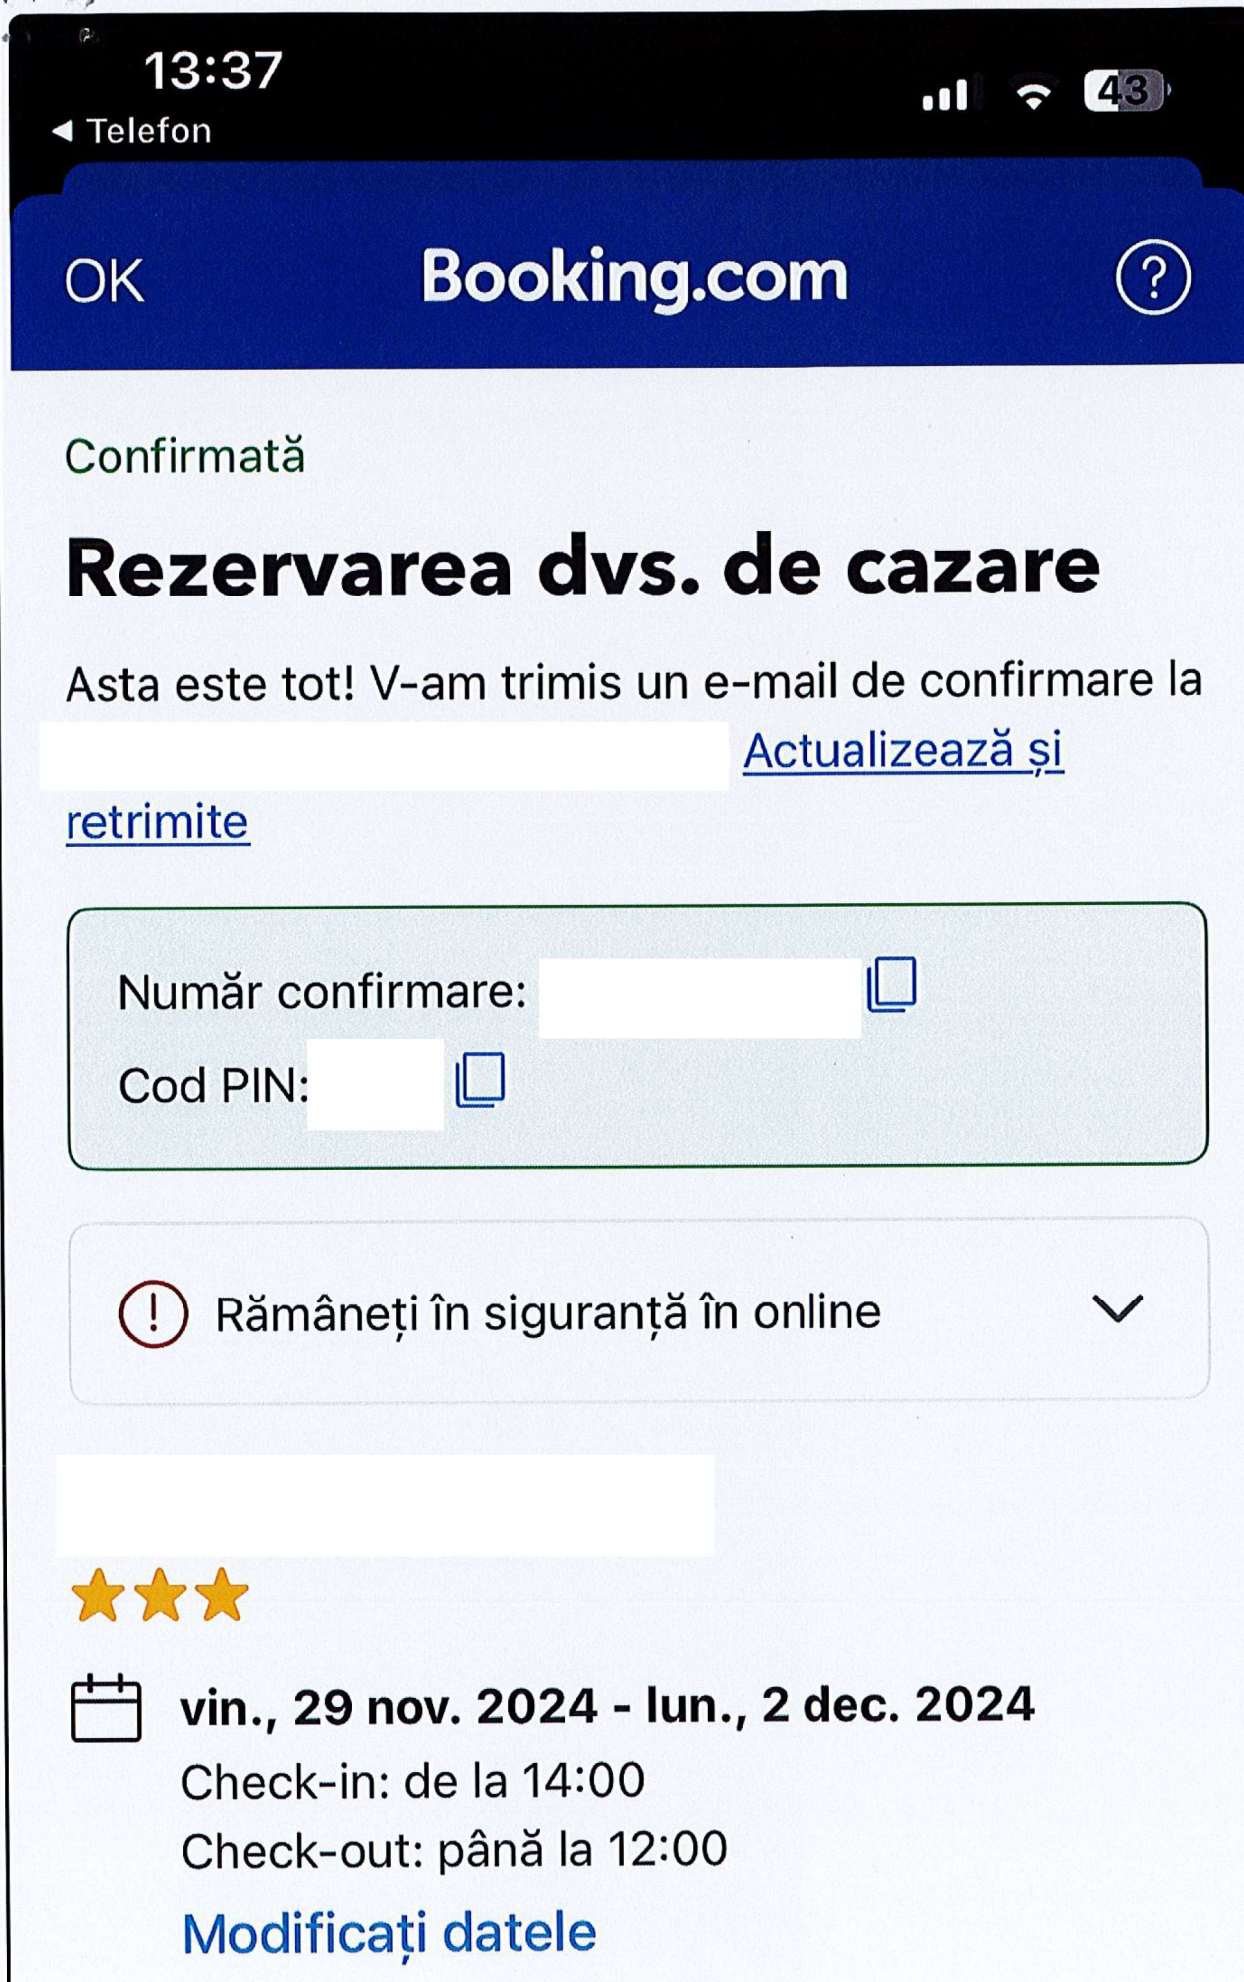 13:37
43
◀ Telefon
OK
Booking.com
?
Confirmată
Rezervarea dvs. de cazare
Asta este tot! V-am trimis un e-mail de confirmare la
Actualizează și
retrimite
Număr confirmare:
Cod PIN:
! Rămâneți în siguranță în online
vin., 29 nov. 2024 - lun., 2 dec. 2024
Check-in: de la 14:00
Check-out: până la 12:00
Modificați datele